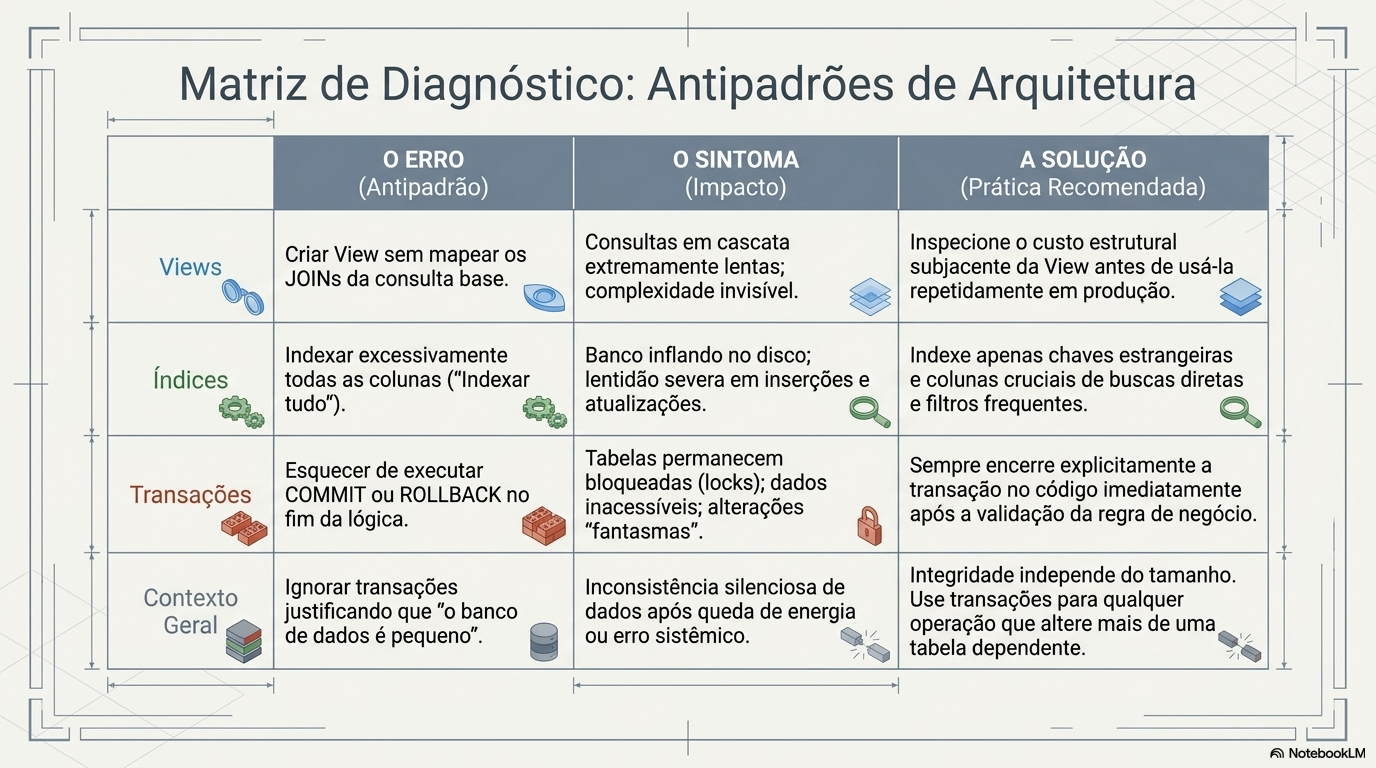 Matriz de Diagnóstico: Antipadrões de Arquitetura
O ERRO
(Antipadrão)
O SINTOMA
(Impacto)
A SOLUÇÃO
(Prática Recomendada)
Views
Criar View sem mapear os
JOINs da consulta base.
Consultas em cascata
extremamente lentas;
complexidade invisível.
Inspecione o custo estrutural
subjacente da View antes de usá-la
repetidamente em produção.
Índices
Indexar excessivamente
todas as colunas (“Indexar
tudo”).
Banco inflando no disco;
lentidão severa em inserções e
atualizações.
Indexe apenas chaves estrangeiras
e colunas cruciais de buscas diretas
e filtros frequentes.
Transações
Esquecer de executar
COMMIT ou ROLLBACK no
fim da lógica.
Tabelas permanecem
bloqueadas (locks); dados
inacessíveis; alterações
“fantasmas”.
Sempre encerre explicitamente a
transação no código imediatamente
após a validação da regra de negócio.
Contexto
Geral
Ignorar transações
justificando que “o banco
de dados é pequeno”.
Inconsistência silenciosa de
dados após queda de energia
ou erro sistêmico.
Integridade independe do tamanho.
Use transações para qualquer
operação que altere mais de uma
tabela dependente.
NotebookLM